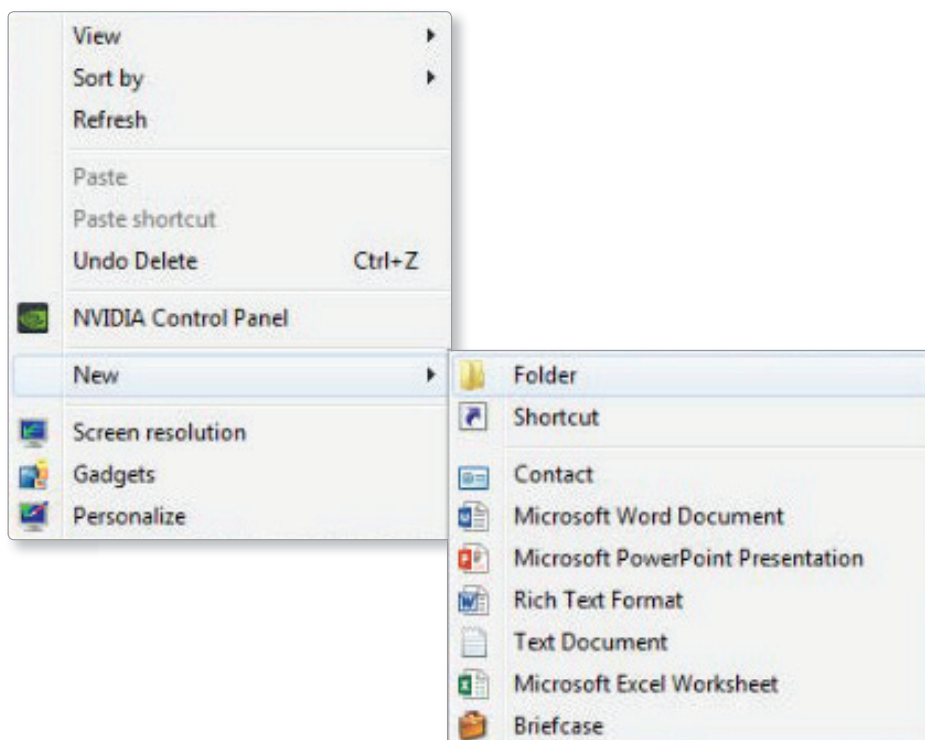 View
Sort by
Refresh
Paste
Paste shortcut
Undo Delete Ctrl+Z
NVIDIA Control Panel
New
Screen resolution
Gadgets
Personalize
Folder
Shortcut
Contact
Microsoft Word Document
Microsoft PowerPoint Presentation
Rich Text Format
Text Document
Microsoft Excel Worksheet
Briefcase